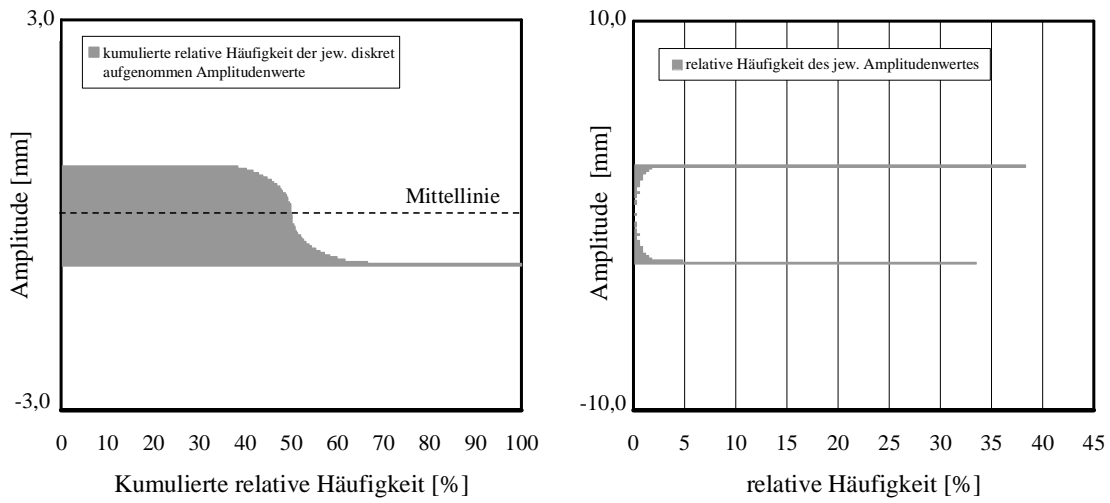 3,0
kumulierte relative Häufigkeit der jew. diskret
aufgenommen Amplitudenwerte
Amplitude [mm]
Mittellinie
-3,0
0 10 20 30 40 50 60 70 80 90 100
Kumulierte relative Häufigkeit [%]
10,0
relative Häufigkeit des jew. Amplitudenwertes
Amplitude [mm]
-10,0
0 5 10 15 20 25 30 35 40 45
relative Häufigkeit [%]